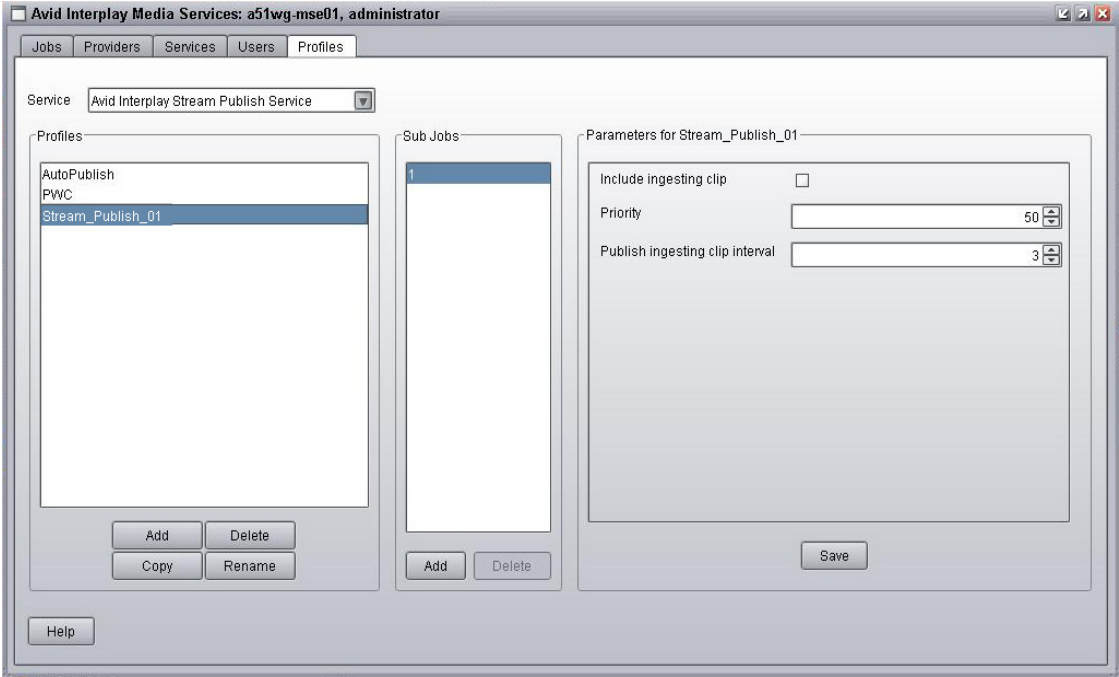 Avid Interplay Media Services: a51wg-mse01, administrator
Jobs Providers Services Users Profiles
Service Avid Interplay Stream Publish Service
Profiles
AutoPublish
PWC
Stream_Publish_01
Add Delete
Copy Rename
Sub Jobs
1
Add Delete
Parameters for Stream_Publish_01
Include ingesting clip
Priority 50
Publish ingesting clip interval 3
Save
Help